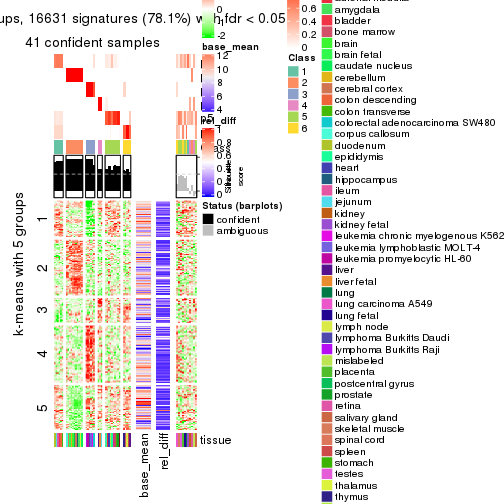 ups, 16631 signatures (78.1%) with fdr < 0.05
41 confident samples
0
-1
-2
base_mean
12
10
8
6
4
2
rel_diff
1
0.8
0.6
0.4
0.2
0
Silhouette
score
Status (barplots)
confident
ambiguous
0.6
0.4
0.2
0
Class
1
2
3
4
5
6
k-means with 5 groups
1
2
3
4
5
tissue
base_mean
rel_diff
amygdala
bladder
bone marrow
brain
brain fetal
caudate nucleus
cerebellum
cerebral cortex
colon descending
colon transverse
colorectal adenocarcinoma SW480
corpus callosum
duodenum
epididymis
heart
hippocampus
ileum
jejunum
kidney
kidney fetal
leukemia chronic myelogenous K562
leukemia lymphoblastic MOLT-4
leukemia promyelocytic HL-60
liver
liver fetal
lung
lung carcinoma A549
lung fetal
lymph node
lymphoma Burkitts Daudi
lymphoma Burkitts Raji
mislabeled
placenta
postcentral gyrus
prostate
retina
salivary gland
skeletal muscle
spinal cord
spleen
stomach
testes
thalamus
thymus